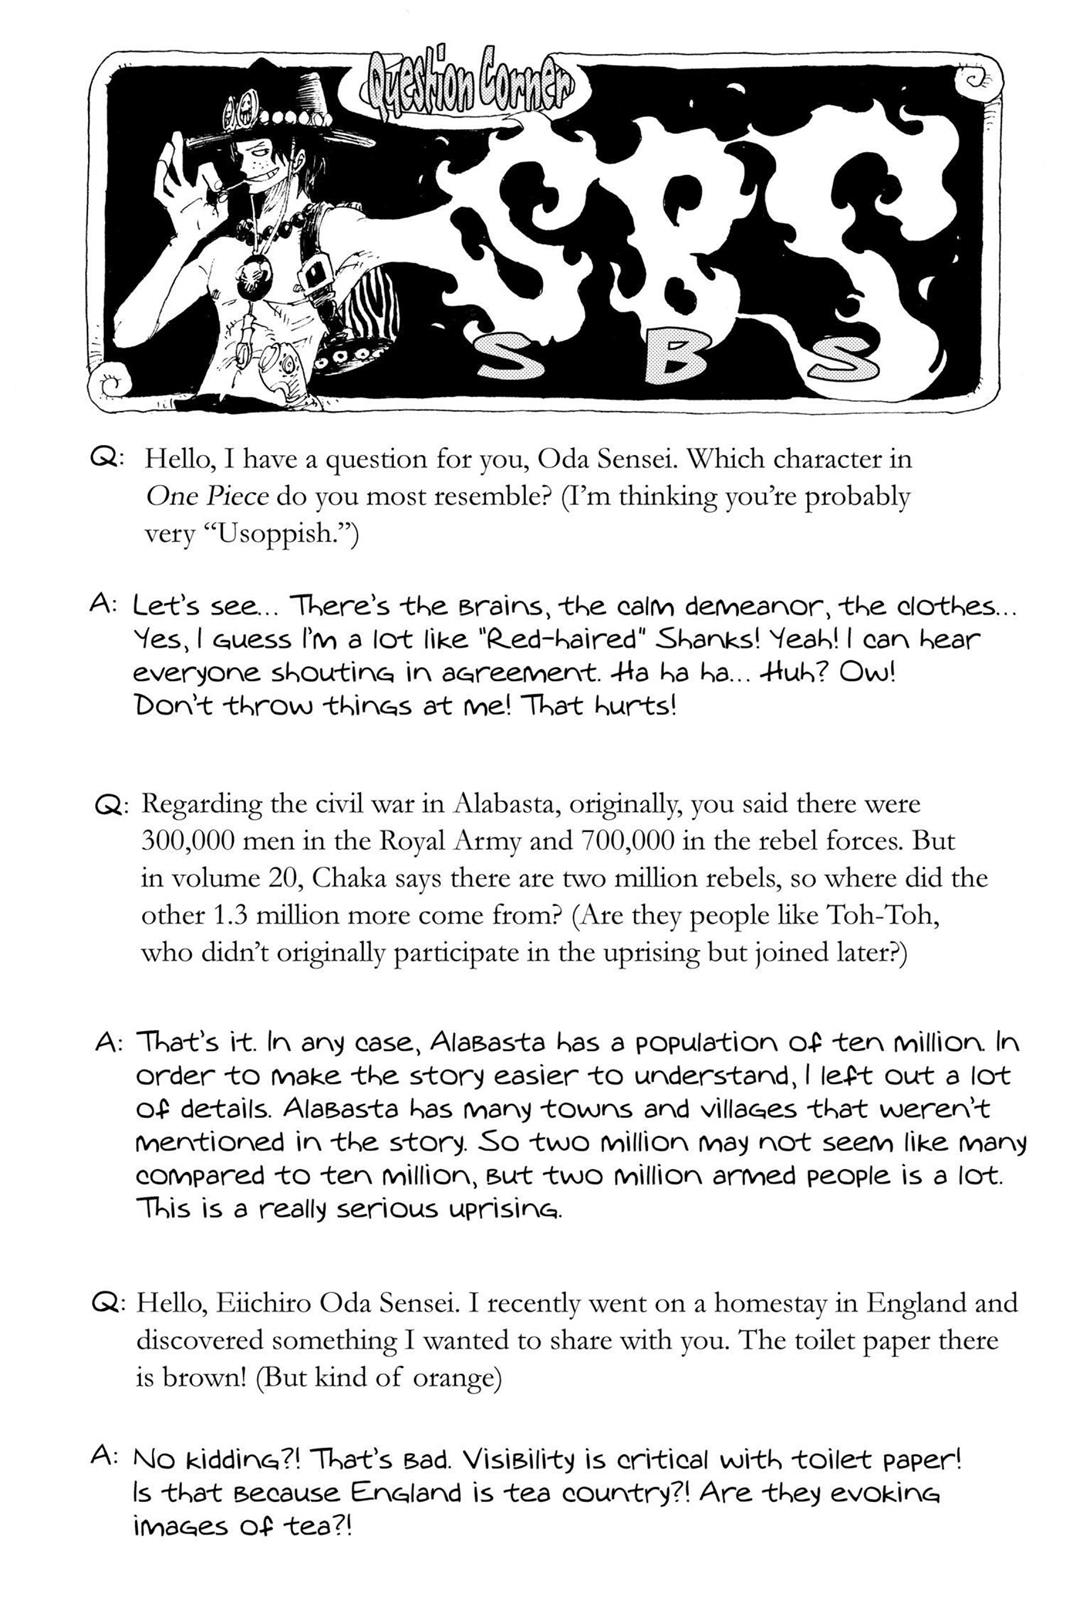 Question Corner
SBS
S B S
Q: Hello, I have a question for you, Oda Sensei. Which character in
One Piece do you most resemble? (I'm thinking you're probably
very “Usoppish.”)
A: Let's see... There's the brains, the calm demeanor, the clothes...
Yes, I guess I'm a lot like "Red-haired" Shanks! Yeah! I can hear
everyone shouting in agreement. Ha ha ha... Huh? Ow!
Don't throw things at me! That hurts!
Q: Regarding the civil war in Alabasta, originally, you said there were
300,000 men in the Royal Army and 700,000 in the rebel forces. But
in volume 20, Chaka says there are two million rebels, so where did the
other 1.3 million more come from? (Are they people like Toh-Toh,
who didn't originally participate in the uprising but joined later?)
A: That's it. In any case, Alabasta has a population of ten million. In
order to make the story easier to understand, I left out a lot
of details. Alabasta has many towns and villages that weren't
mentioned in the story. So two million may not seem like many
compared to ten million, but two million armed people is a lot.
This is a really serious uprising.
Q: Hello, Eiichiro Oda Sensei. I recently went on a homestay in England and
discovered something I wanted to share with you. The toilet paper there
is brown! (But kind of orange)
A: No kidding?! That's bad. Visibility is critical with toilet paper!
Is that because England is tea country?! Are they evoking
images of tea?!